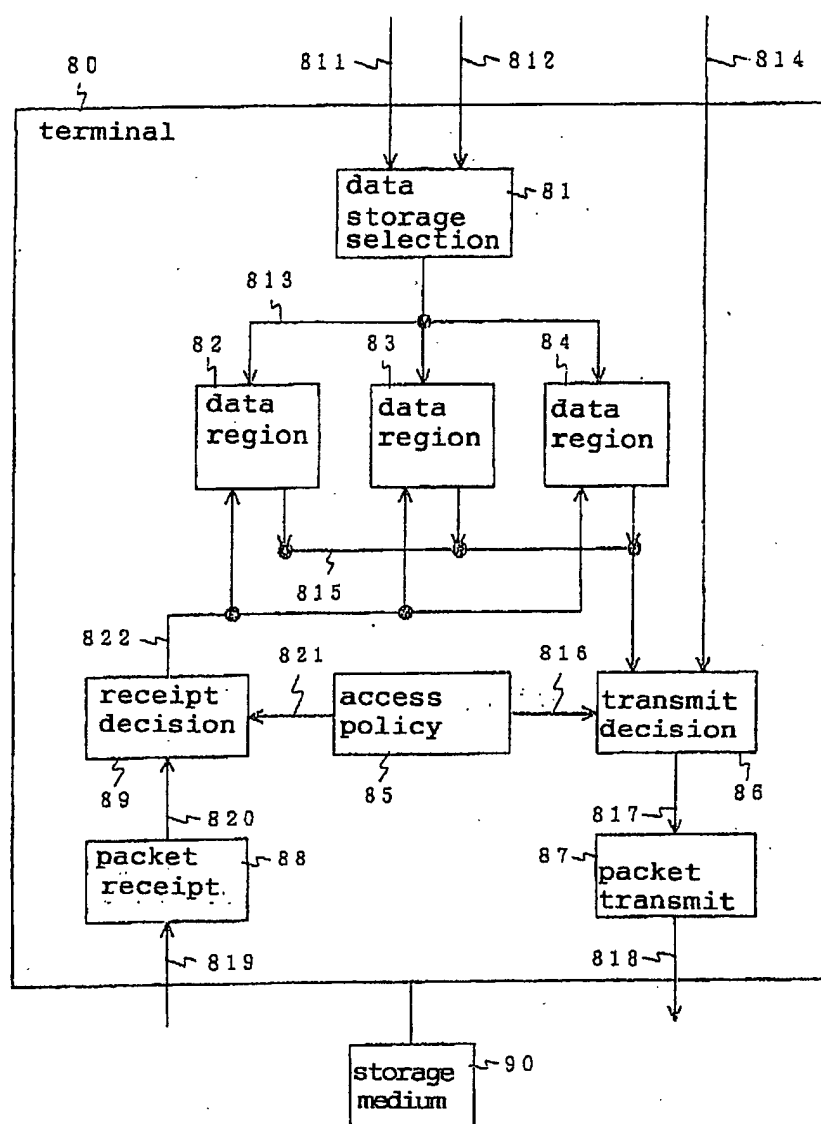 80
811
812
814
terminal
data
storage
selection
81
813
82
83
84
data
region
data
region
data
region
815
822
821
816
receipt
decision
access
policy
transmit
decision
89
85
86
820
817
packet
receipt
88
87
packet
transmit
819
818
storage
medium
90